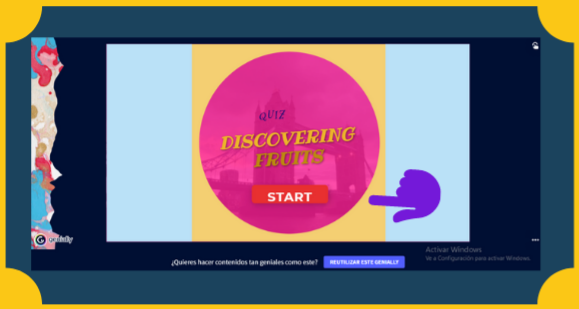 QUIZ
DISCOVERING
FRUITS
START
genially
Activar Windows
Ve a Configuración para activar Windows.
¿Quieres hacer contenidos tan geniales como este?
REUTILIZAR ESTE GENIALLY